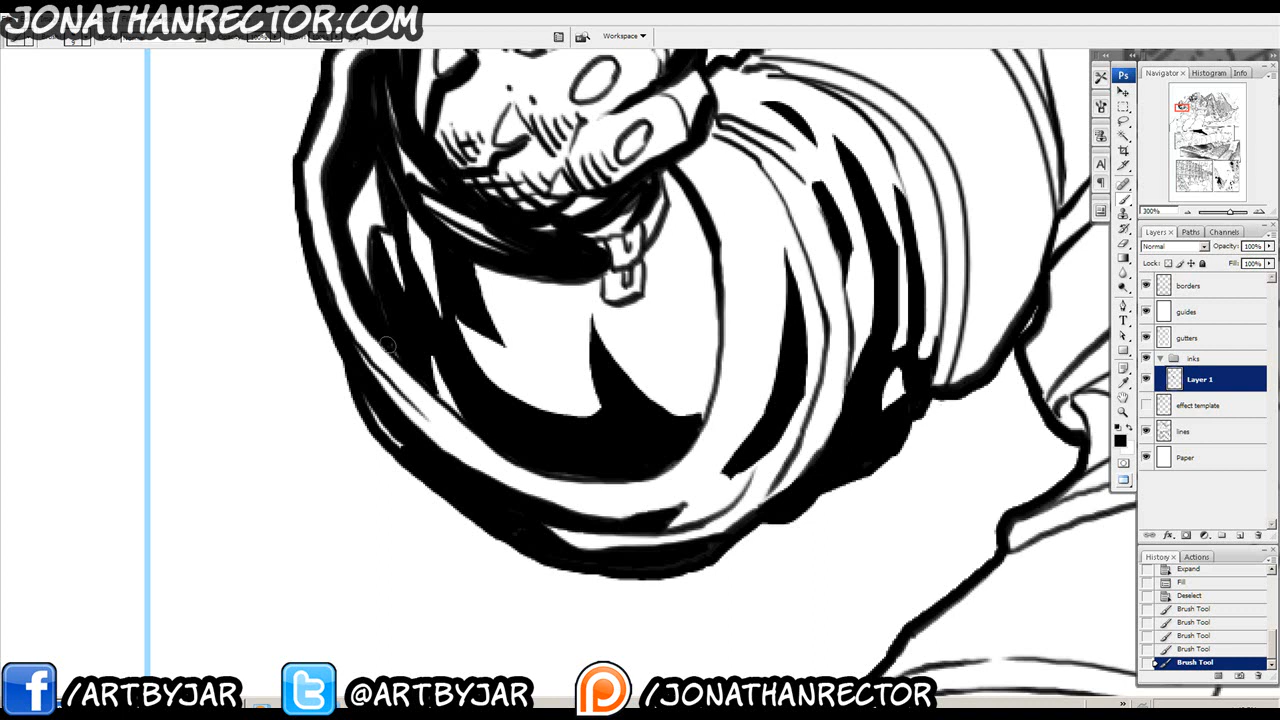 JONATHANRECTOR.COM
Workspace
Ps
Navigator × Histogram Info
300%
Layers × Paths Channels
Normal Opacity: 100%
Lock: Fill: 100%
borders
guides
gutters
inks
Layer 1
effect template
lines
Paper
History × Actions
Expand
Fill
Deselect
Brush Tool
Brush Tool
Brush Tool
Brush Tool
Brush Tool
/ARTBYJAR @ARTBYJAR /JONATHANRECTOR